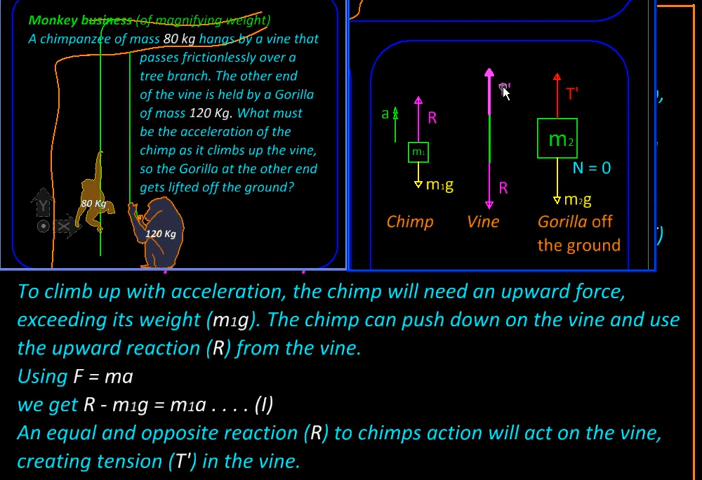 Monkey business (of magnifying weight)
A chimpanzee of mass 80 kg hangs by a vine that
passes frictionlessly over a
tree branch. The other end
of the vine is held by a Gorilla
of mass 120 Kg. What must
be the acceleration of the
chimp as it climbs up the vine,
so the Gorilla at the other end
gets lifted off the ground?
80 Kg
120 Kg
Y
X
a
R
m1
m1g
Chimp
R
Vine
T'
m2
N = 0
m2g
Gorilla off
the ground
To climb up with acceleration, the chimp will need an upward force,
exceeding its weight (m1g). The chimp can push down on the vine and use
the upward reaction (R) from the vine.
Using F = ma
we get R - m1g = m1a . . . . (I)
An equal and opposite reaction (R) to chimps action will act on the vine,
creating tension (T') in the vine.